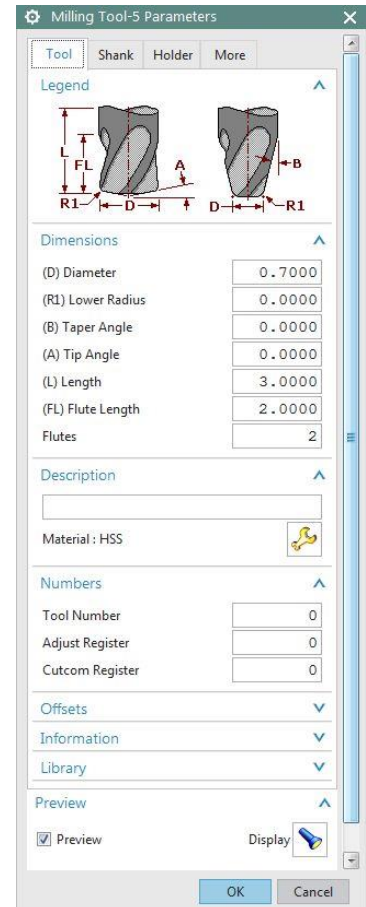 Milling Tool-5 Parameters
Tool Shank Holder More
Legend
L
FL
A
B
R1
D
D
R1
Dimensions
(D) Diameter 0.7000
(R1) Lower Radius 0.0000
(B) Taper Angle 0.0000
(A) Tip Angle 0.0000
(L) Length 3.0000
(FL) Flute Length 2.0000
Flutes 2
Description
Material : HSS
Numbers
Tool Number 0
Adjust Register 0
Cutcom Register 0
Offsets
Information
Library
Preview
Preview Display
OK Cancel